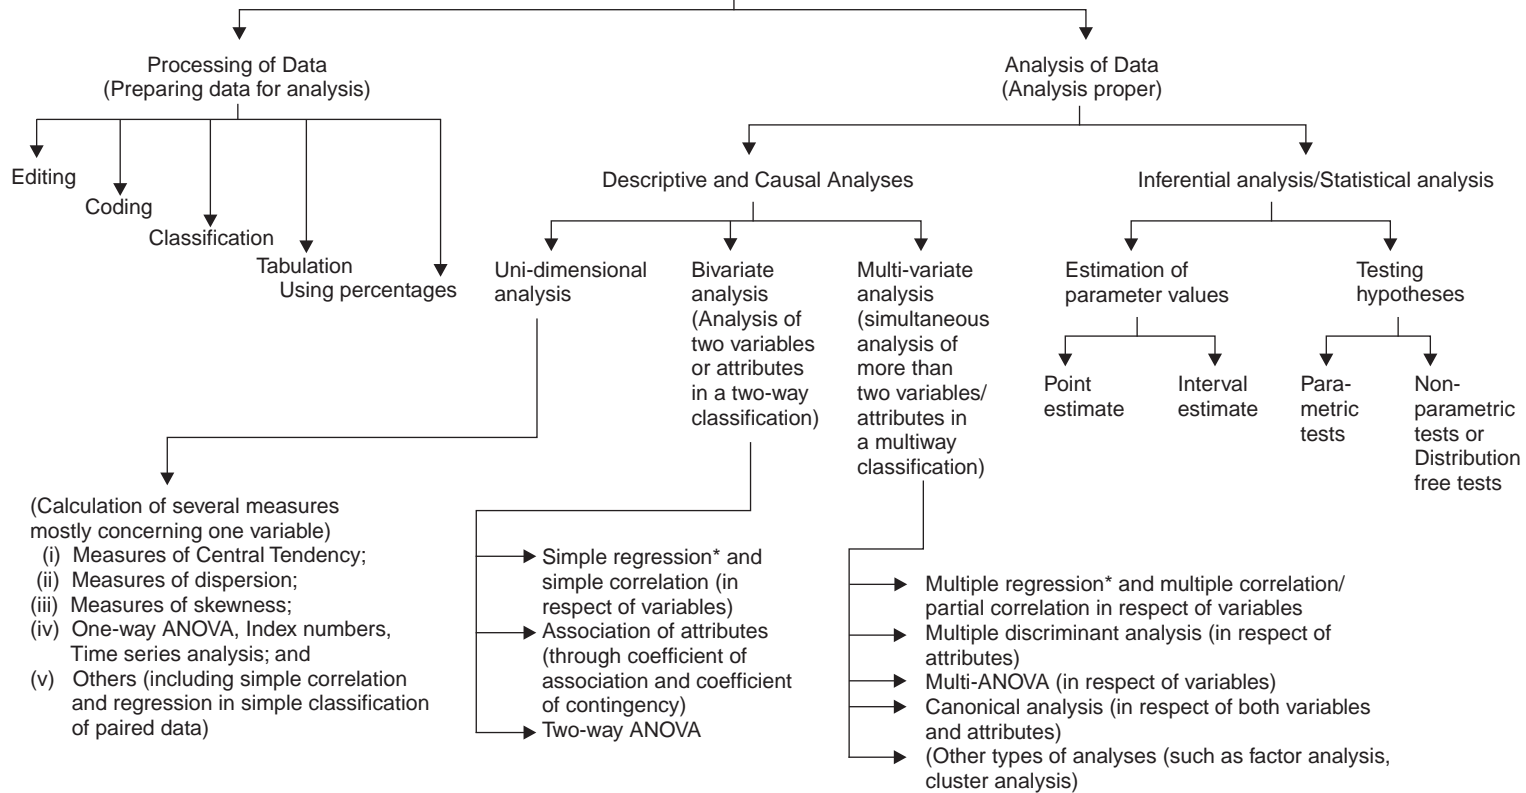 Processing of Data
(Preparing data for analysis)
Analysis of Data
(Analysis proper)
Editing
Coding
Classification
Tabulation
Using percentages
Descriptive and Causal Analyses
Inferential analysis/Statistical analysis
Uni-dimensional
analysis
Bivariate
analysis
(Analysis of
two variables
or attributes
in a two-way
classification)
Multi-variate
analysis
(simultaneous
analysis of
more than
two variables/
attributes in
a multiway
classification)
Estimation of
parameter values
Testing
hypotheses
Point
estimate
Interval
estimate
Para-
metric
tests
Non-
parametric
tests or
Distribution
free tests
(Calculation of several measures
mostly concerning one variable)
(i) Measures of Central Tendency;
(ii) Measures of dispersion;
(iii) Measures of skewness;
(iv) One-way ANOVA, Index numbers,
Time series analysis; and
(v) Others (including simple correlation
and regression in simple classification
of paired data)
Simple regression* and
simple correlation (in
respect of variables)
Association of attributes
(through coefficient of
association and coefficient
of contingency)
Two-way ANOVA
Multiple regression* and multiple correlation/
partial correlation in respect of variables
Multiple discriminant analysis (in respect of
attributes)
Multi-ANOVA (in respect of variables)
Canonical analysis (in respect of both variables
and attributes)
(Other types of analyses (such as factor analysis,
cluster analysis)